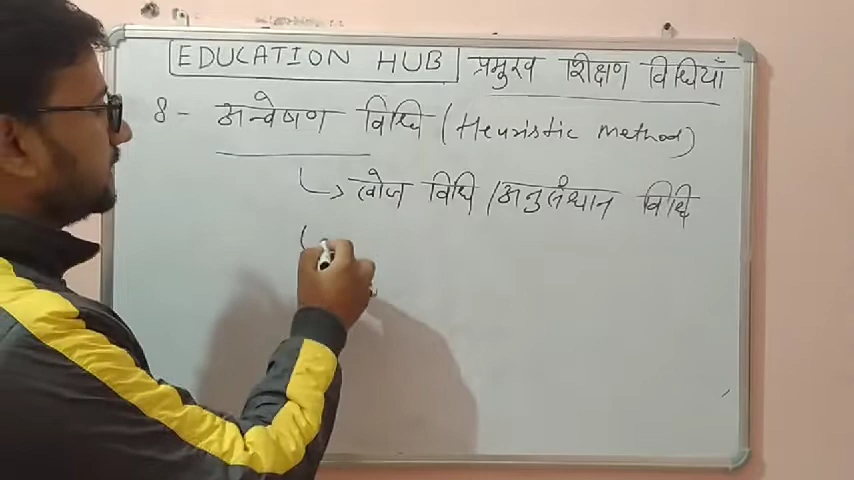 EDUCATION HUB प्रमुख शिक्षण विधियाँ
8 - अन्वेषण विधि (Heuristic Method)
खोज विधि / अनुसंधान विधि